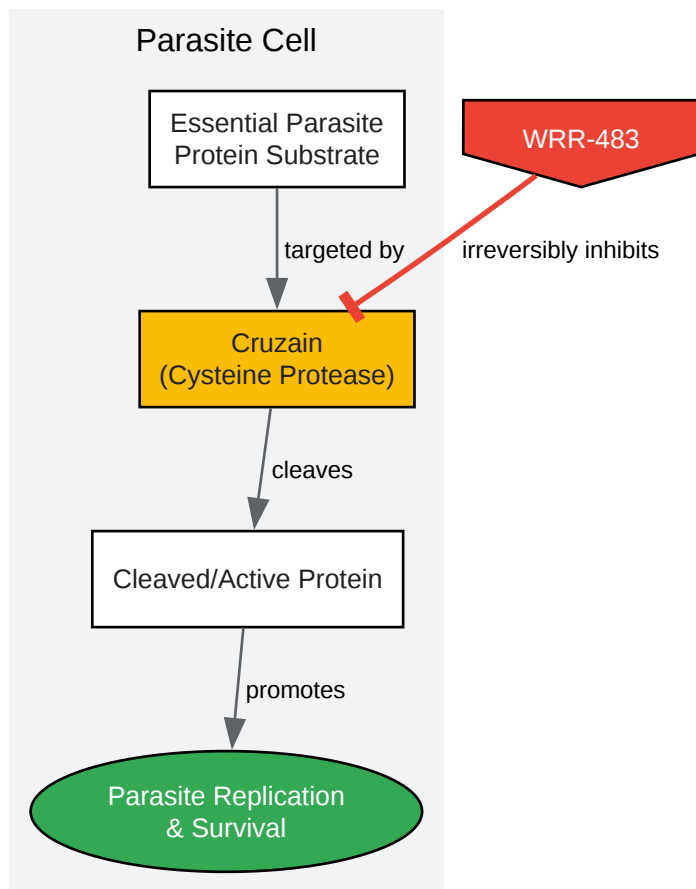 Parasite Cell
Essential Parasite
Protein Substrate
WRR-483
targeted by
irreversibly inhibits
Cruzain
(Cysteine Protease)
cleaves
Cleaved/Active Protein
promotes
Parasite Replication
& Survival